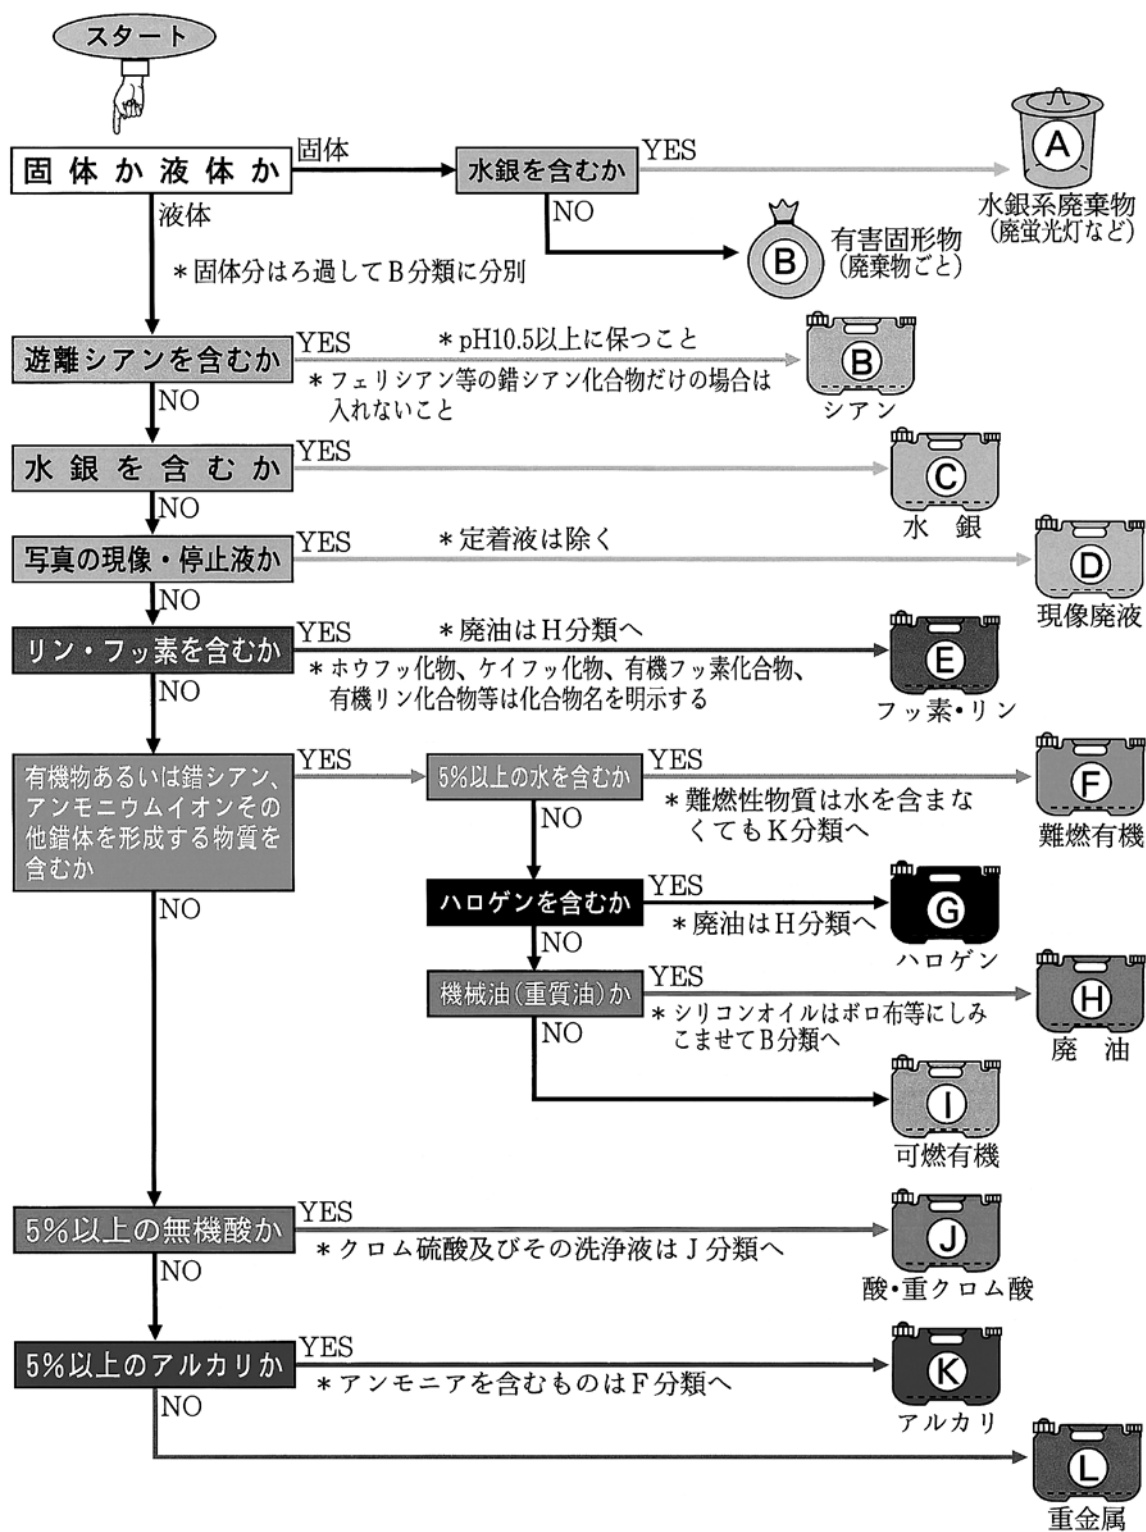 スタート
固体か液体か
固体
水銀を含むか
YES
A
水銀系廃棄物
(廃蛍光灯など)
NO
B
有害固形物
(廃棄物ごと)
液体
*固体分はろ過してB分類に分別
遊離シアンを含むか
YES
*pH10.5以上に保つこと
*フェリシアン等の錯シアン化合物だけの場合は
入れないこと
B
シアン
NO
水銀を含むか
YES
C
水 銀
NO
写真の現像・停止液か
YES
*定着液は除く
D
現像廃液
NO
リン・フッ素を含むか
YES
*廃油はH分類へ
*ホウフッ化物、ケイフッ化物、有機フッ素化合物、
有機リン化合物等は化合物名を明示する
E
フッ素・リン
NO
有機物あるいは錯シアン、
アンモニウムイオンその
他錯体を形成する物質を
含むか
YES
5%以上の水を含むか
YES
*難燃性物質は水を含まな
くてもK分類へ
F
難燃有機
NO
ハロゲンを含むか
YES
*廃油はH分類へ
G
ハロゲン
NO
機械油(重質油)か
YES
*シリコンオイルはボロ布等にしみ
こませてB分類へ
H
廃 油
NO
I
可燃有機
NO
5%以上の無機酸か
YES
*クロム硫酸及びその洗浄液はJ分類へ
J
酸・重クロム酸
NO
5%以上のアルカリか
YES
*アンモニアを含むものはF分類へ
K
アルカリ
NO
L
重金属